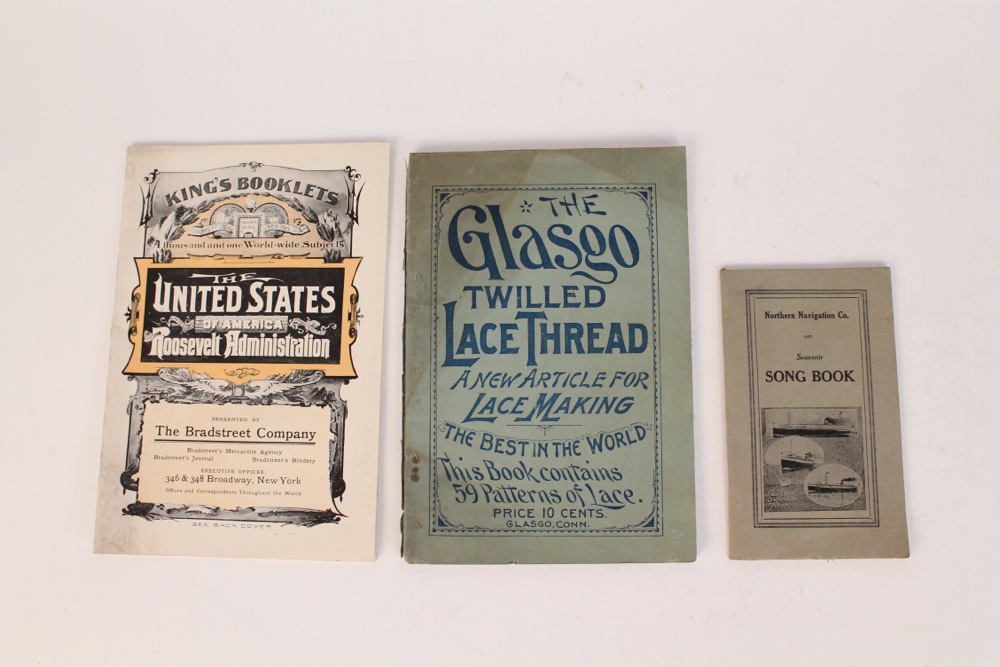 KING'S BOOKLETS
A thousand and one World-wide Subjects
THE
UNITED STATES
OF AMERICA
Roosevelt Administration
PRESENTED BY
The Bradstreet Company
Bradstreet's Mercantile Agency
Bradstreet's Journal Bradstreet's Bindery
EXECUTIVE OFFICES
346 & 348 Broadway, New York
Offices and Correspondents Throughout the World
SEE BACK COVER
THE
Glasgo
TWILLED
LACE THREAD
A NEW ARTICLE FOR
LACE MAKING
THE BEST IN THE WORLD
This Book contains
59 Patterns of Lace.
PRICE 10 CENTS.
GLASGO, CONN.
Northern Navigation Co.
Souvenir
SONG BOOK